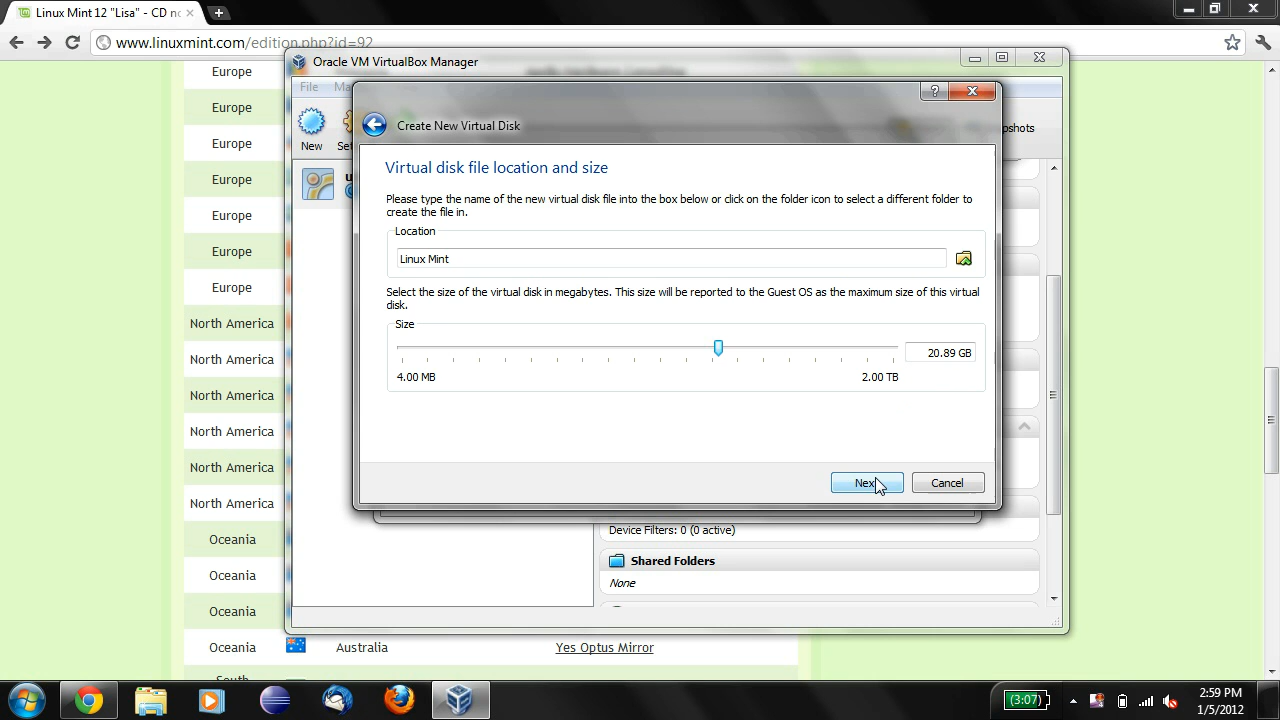 Linux Mint 12 "Lisa" - CD no
www.linuxmint.com/edition.php?id=92
Oracle VM VirtualBox Manager
File
New
Create New Virtual Disk
Virtual disk file location and size
Please type the name of the new virtual disk file into the box below or click on the folder icon to select a different folder to
create the file in.
Location
Linux Mint
Select the size of the virtual disk in megabytes. This size will be reported to the Guest OS as the maximum size of this virtual
disk.
Size
20.89 GB
4.00 MB
2.00 TB
Next
Cancel
Device Filters: 0 (0 active)
Shared Folders
None
Europe
Europe
Europe
Europe
Europe
Europe
Europe
North America
North America
North America
North America
North America
North America
Oceania
Oceania
Oceania
Oceania
Australia
Yes Optus Mirror
South
(3:07)
2:59 PM
1/5/2012